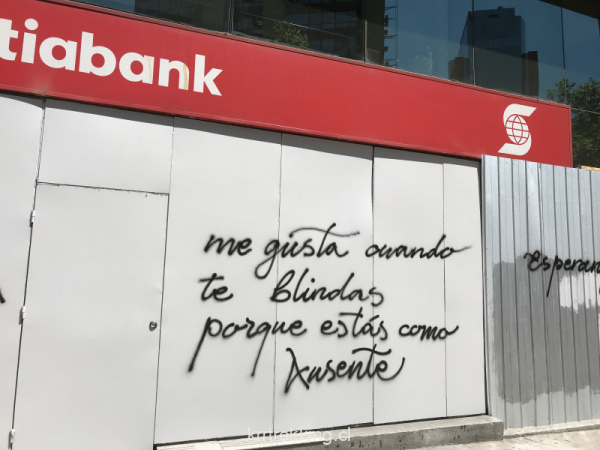 tiabank
me gusta cuando
te blindas
porque estás como
Ausente
Esperan